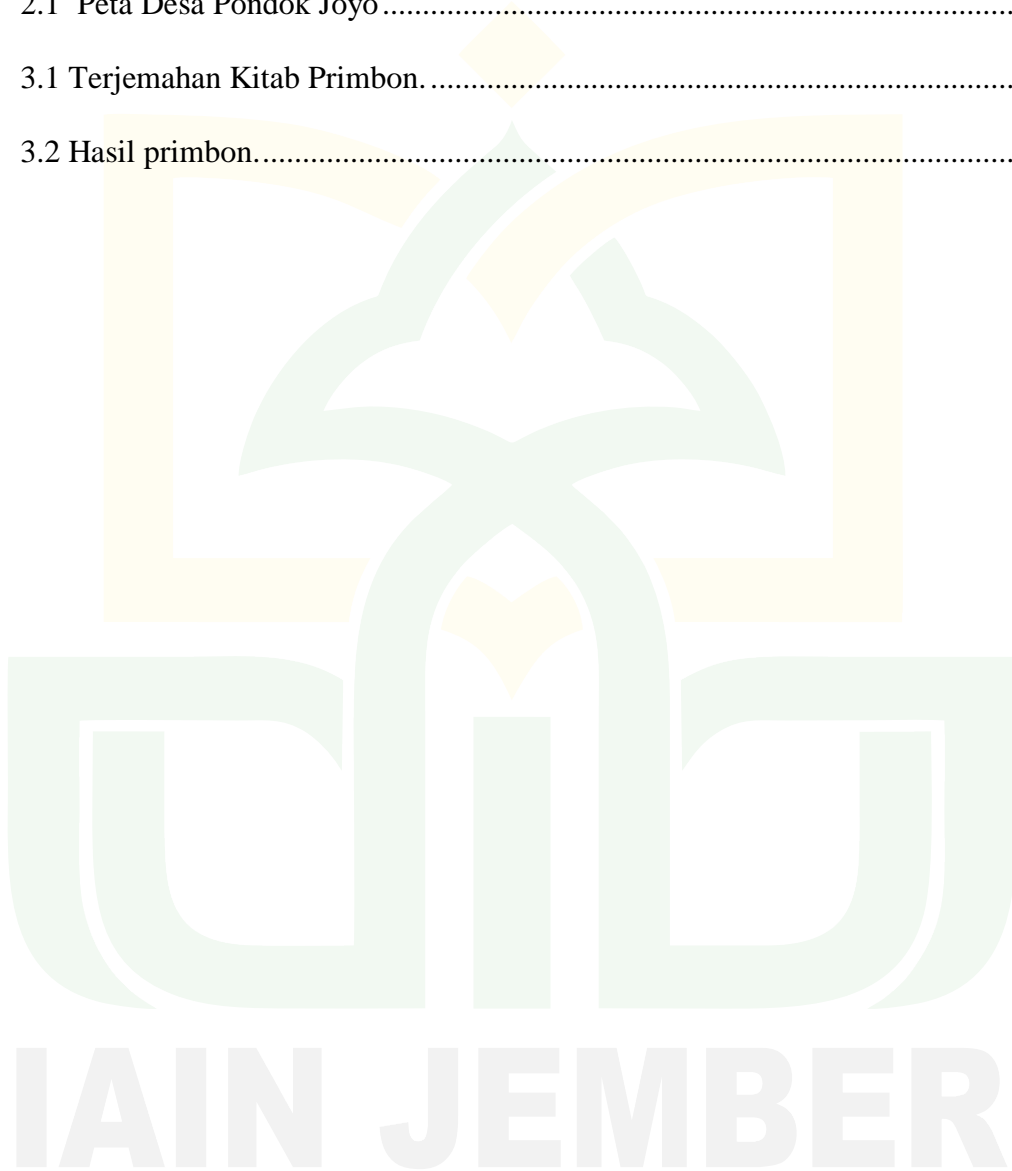 2.1 Peta Desa Pondok Joyo....................................................................................
3.1 Terjemahan Kitab Primbon. ..............................................................................
3.2 Hasil primbon.....................................................................................................
IAIN JEMBER